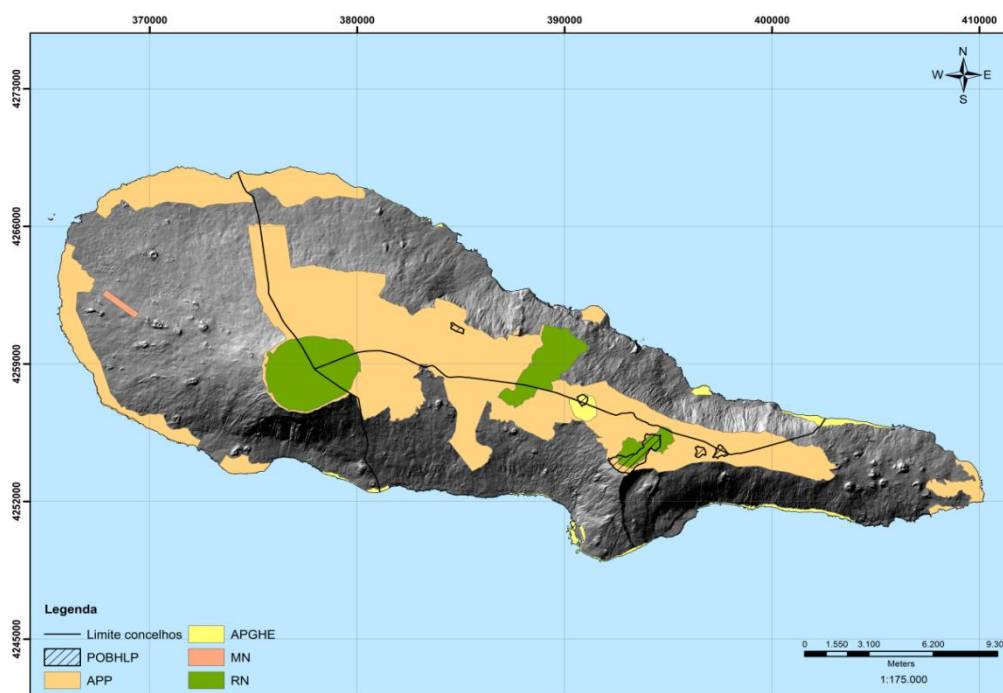 370000 380000 390000 400000 410000
4273000
4266000
4259000
4252000
4245000
N
W E
S
Legenda
Limite concelhos
POBHLP
APP
APGHE
MN
RN
0 1.550 3.100 6.200 9.30
Meters
1:175.000